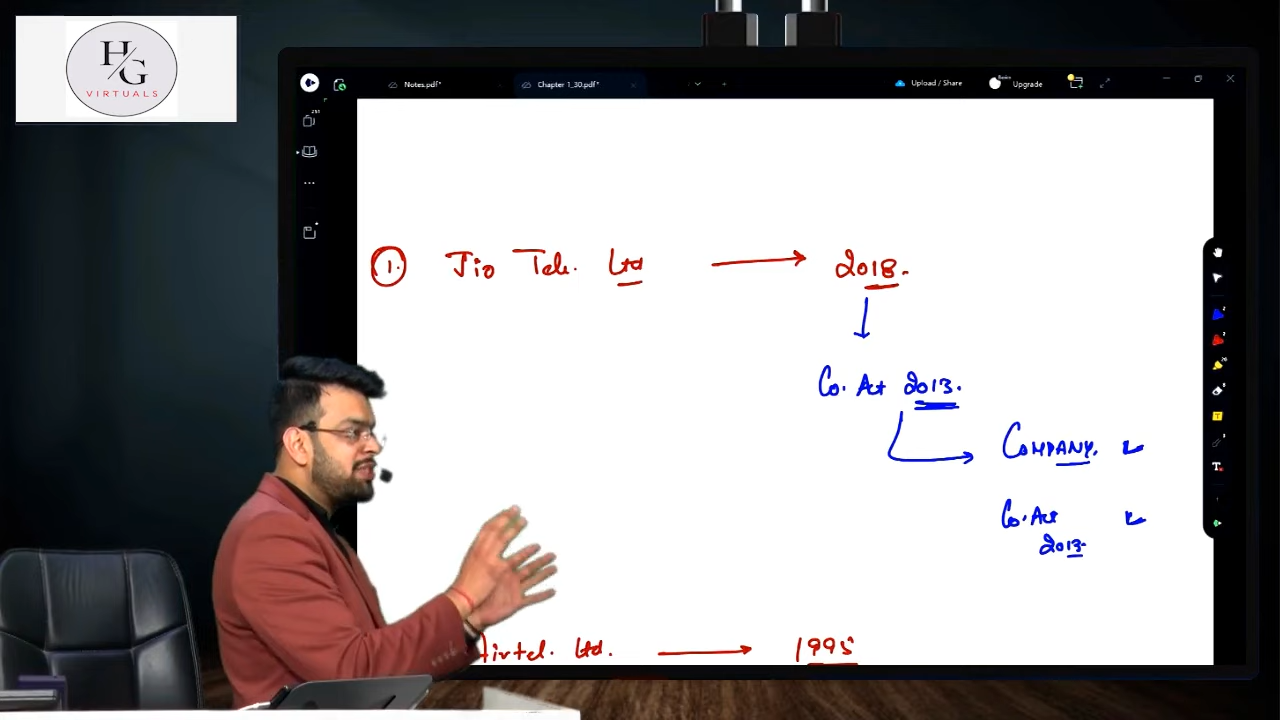 H/G
VIRTUALS
Notes.pdf*
Chapter 1_30.pdf*
Upload / Share
Upgrade
1. Jio Tele. Ltd → 2018.
Co. Act 2013.
COMPANY.
Co. Act
2013.
Airtel. Ltd. → 1995